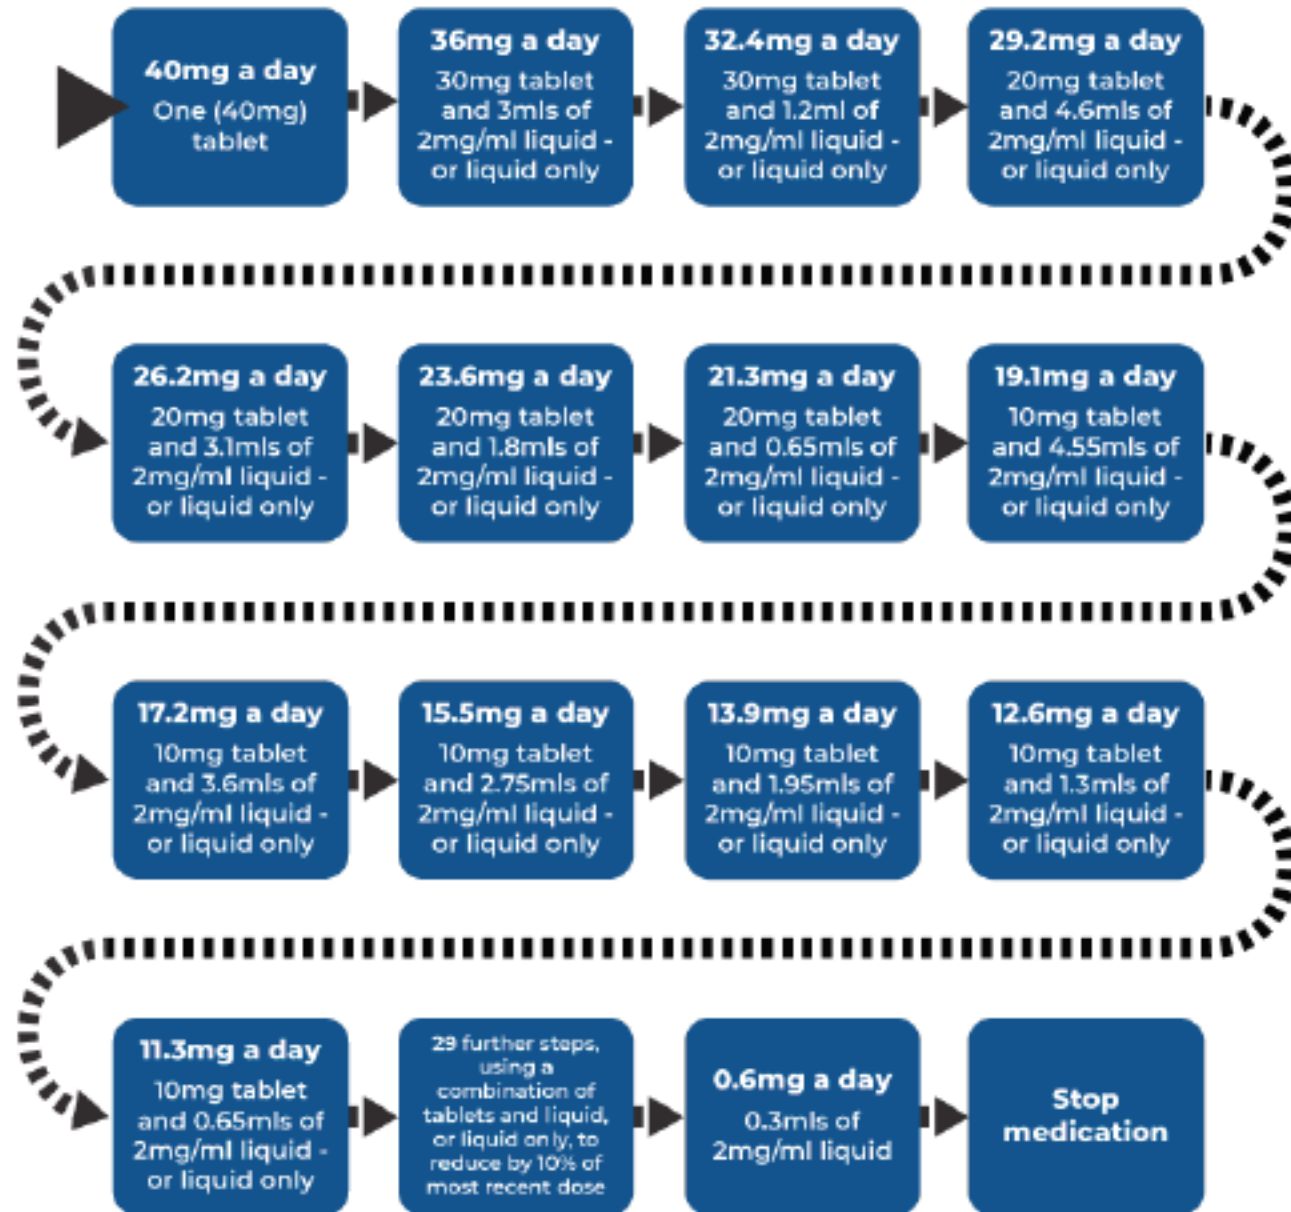 40mg a day
One (40mg)
tablet
36mg a day
30mg tablet
and 3mls of
2mg/ml liquid -
or liquid only
32.4mg a day
30mg tablet
and 1.2ml of
2mg/ml liquid -
or liquid only
29.2mg a day
20mg tablet
and 4.6mls of
2mg/ml liquid -
or liquid only
26.2mg a day
20mg tablet
and 3.1mls of
2mg/ml liquid -
or liquid only
23.6mg a day
20mg tablet
and 1.8mls of
2mg/ml liquid -
or liquid only
21.3mg a day
20mg tablet
and 0.65mls of
2mg/ml liquid -
or liquid only
19.1mg a day
10mg tablet
and 4.55mls of
2mg/ml liquid -
or liquid only
17.2mg a day
10mg tablet
and 3.6mls of
2mg/ml liquid -
or liquid only
15.5mg a day
10mg tablet
and 2.75mls of
2mg/ml liquid -
or liquid only
13.9mg a day
10mg tablet
and 1.95mls of
2mg/ml liquid -
or liquid only
12.6mg a day
10mg tablet
and 1.3mls of
2mg/ml liquid -
or liquid only
11.3mg a day
10mg tablet
and 0.65mls of
2mg/ml liquid -
or liquid only
29 further steps,
using a
combination of
tablets and liquid,
or liquid only, to
reduce by 10% of
most recent dose
0.6mg a day
0.3mls of
2mg/ml liquid
Stop
medication